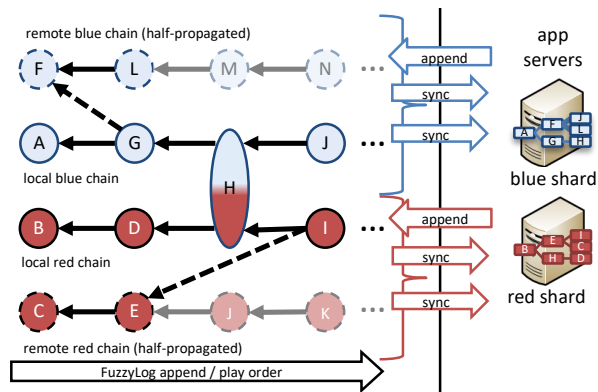 remote blue chain (half-propagated)
F L M N ...
append
sync
A G J ...
sync
local blue chain
H
app
servers
A F G J L H
blue shard
B D I ...
append
local red chain
sync
C E J K ...
sync
remote red chain (half-propagated)
B E H I C D
red shard
FuzzyLog append / play order